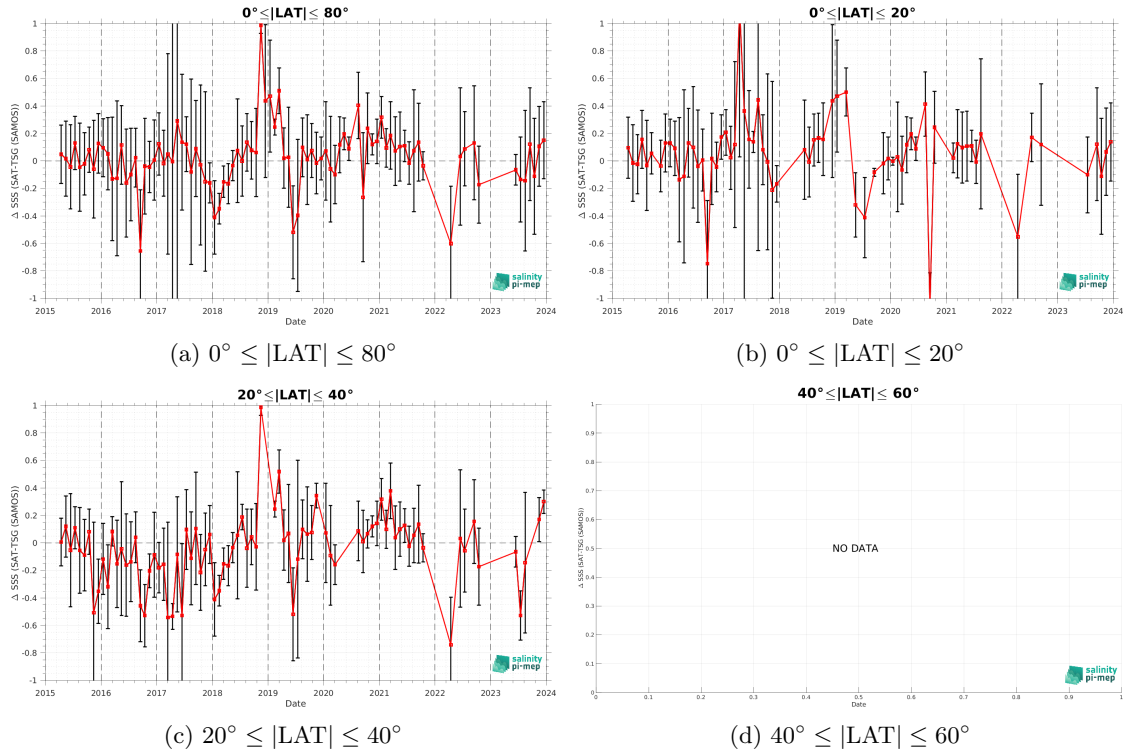 0°≤|LAT|≤ 80°
Δ SSS (SAT-TSG (SAMOS))
1
0.8
0.6
0.4
0.2
0
-0.2
-0.4
-0.6
-0.8
-1
2015 2016 2017 2018 2019 2020 2021 2022 2023 2024
Date
salinity
pi-mep
(a) 0° ≤ |LAT| ≤ 80°
0°≤|LAT|≤ 20°
Δ SSS (SAT-TSG (SAMOS))
1
0.8
0.6
0.4
0.2
0
-0.2
-0.4
-0.6
-0.8
-1
2015 2016 2017 2018 2019 2020 2021 2022 2023 2024
Date
salinity
pi-mep
(b) 0° ≤ |LAT| ≤ 20°
20°≤|LAT|≤ 40°
Δ SSS (SAT-TSG (SAMOS))
1
0.8
0.6
0.4
0.2
0
-0.2
-0.4
-0.6
-0.8
-1
2015 2016 2017 2018 2019 2020 2021 2022 2023 2024
Date
salinity
pi-mep
(c) 20° ≤ |LAT| ≤ 40°
40°≤|LAT|≤ 60°
Δ SSS (SAT-TSG (SAMOS))
1
0.9
0.8
0.7
0.6
0.5
0.4
0.3
0.2
0.1
0
NO DATA
0 0.1 0.2 0.3 0.4 0.5 0.6 0.7 0.8 0.9 1
Date
salinity
pi-mep
(d) 40° ≤ |LAT| ≤ 60°